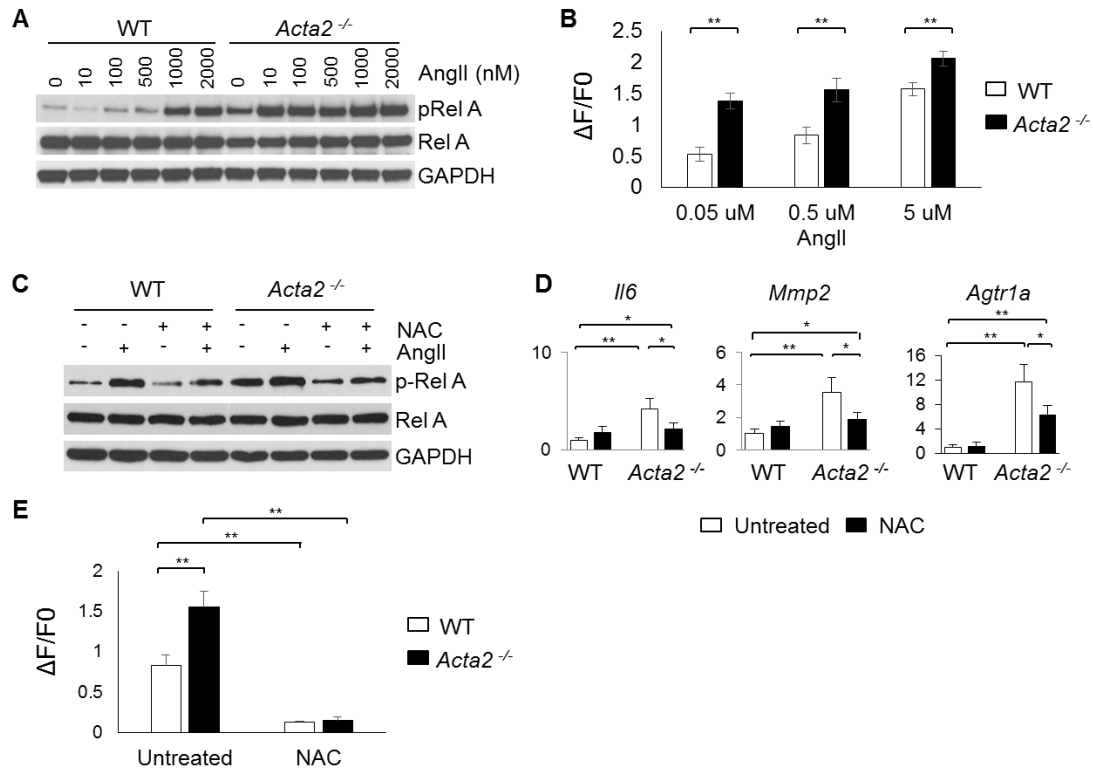 A
WT Acta2 -/-
0 10 100 500 1000 2000 0 10 100 500 1000 2000 AngII (nM)
pRel A
Rel A
GAPDH
B
** ** **
2.5
2
1.5
1
0.5
0
ΔF/F0
WT
Acta2 -/-
0.05 uM 0.5 uM 5 uM
AngII
C
WT Acta2 -/-
- - + + - - + + NAC
- + - + - + - + AngII
p-Rel A
Rel A
GAPDH
D
Il6
*
** *
10
0
WT Acta2 -/-
Mmp2
*
** *
6
4
2
0
WT Acta2 -/-
Agtr1a
**
** *
16
12
8
4
0
WT Acta2 -/-
Untreated NAC
E
**
**
**
2
1.5
1
0.5
0
ΔF/F0
WT
Acta2 -/-
Untreated NAC